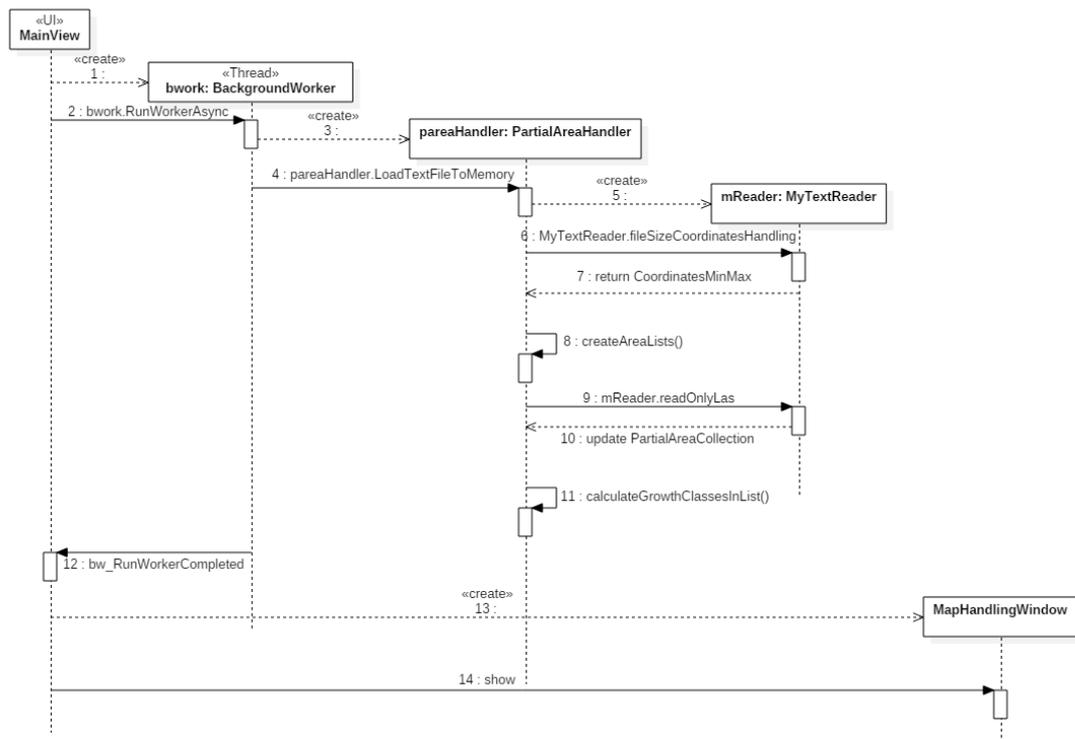 «UI»
MainView
«create»
1 :
«Thread»
bwork: BackgroundWorker
2 : bwork.RunWorkerAsync
«create»
3 :
pareaHandler: PartialAreaHandler
4 : pareaHandler.LoadTextFileToMemory
«create»
5 :
mReader: MyTextReader
6 : MyTextReader.fileSizeCoordinatesHandling
7 : return CoordinatesMinMax
8 : createAreaLists()
9 : mReader.readOnlyLas
10 : update PartialAreaCollection
11 : calculateGrowthClassesInList()
12 : bw_RunWorkerCompleted
«create»
13 :
MapHandlingWindow
14 : show